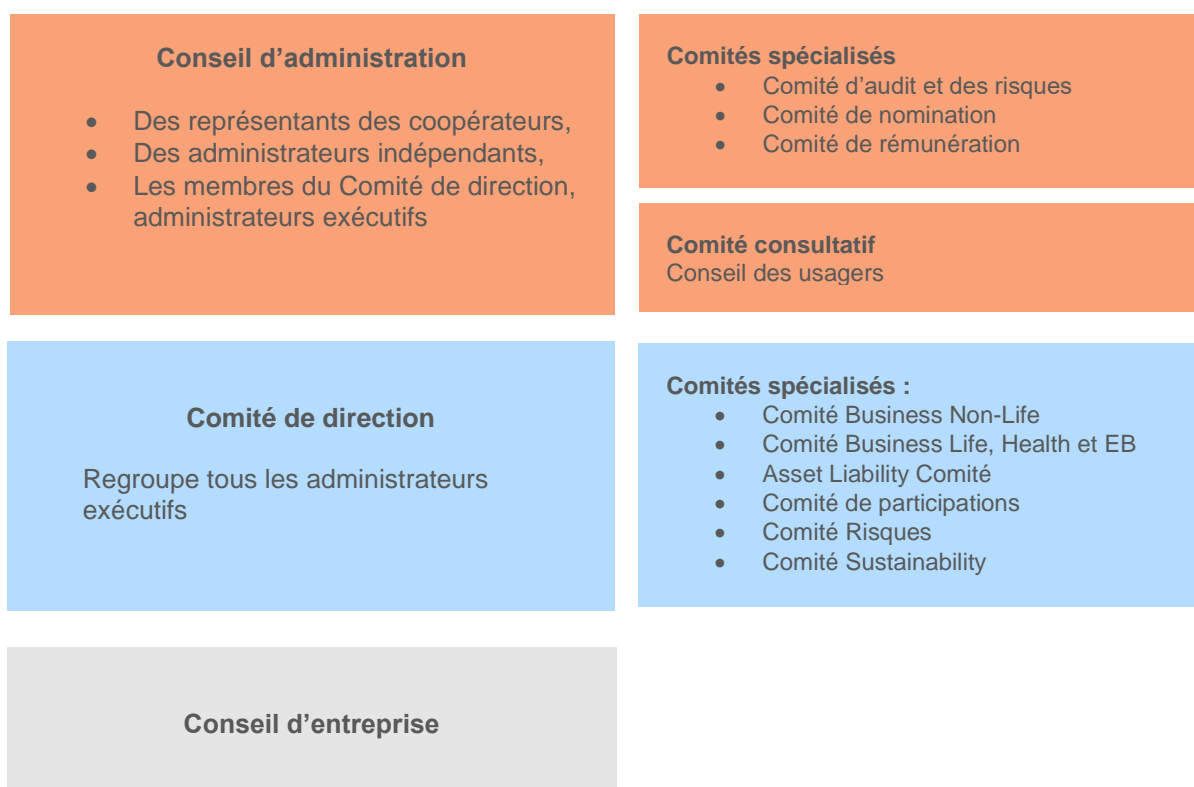 Conseil d’administration
• Des représentants des coopérateurs,
• Des administrateurs indépendants,
• Les membres du Comité de direction,
administrateurs exécutifs
Comités spécialisés
• Comité d’audit et des risques
• Comité de nomination
• Comité de rémunération
Comité consultatif
Conseil des usagers
Comité de direction
Regroupe tous les administrateurs
exécutifs
Comités spécialisés :
• Comité Business Non-Life
• Comité Business Life, Health et EB
• Asset Liability Comité
• Comité de participations
• Comité Risques
• Comité Sustainability
Conseil d’entreprise